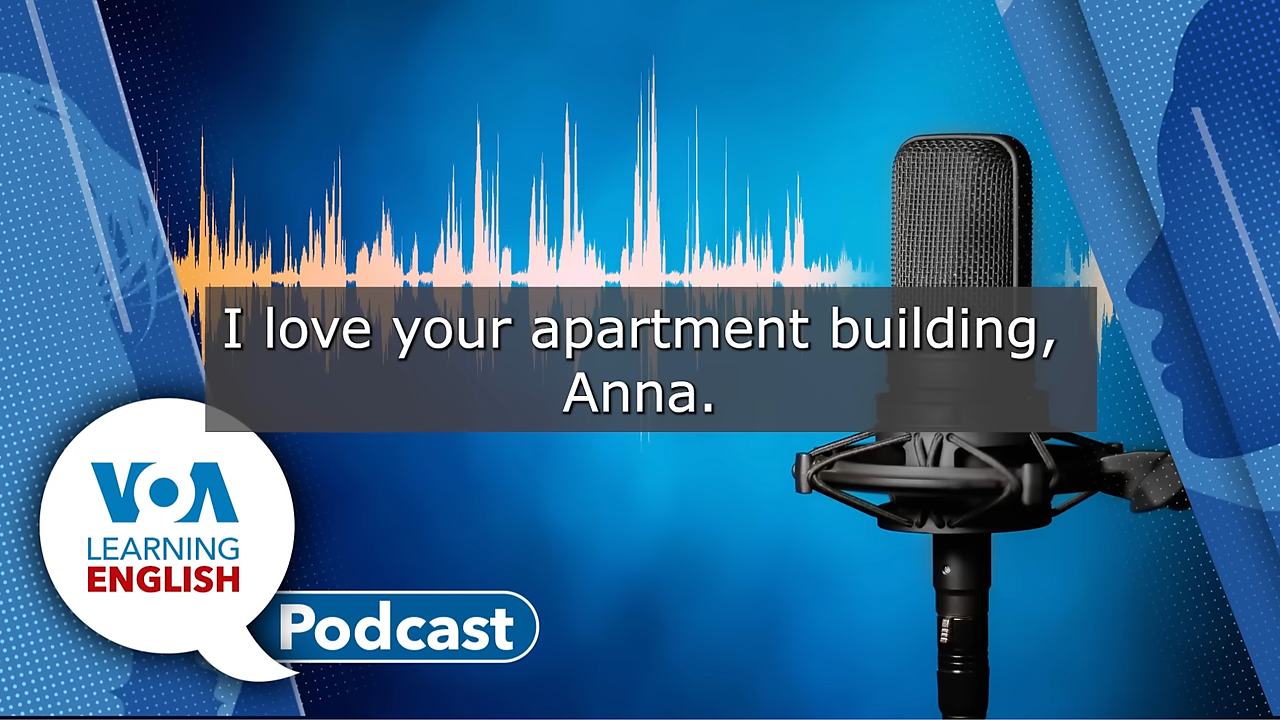 I love your apartment building,
Anna.
VOA
LEARNING
ENGLISH
Podcast